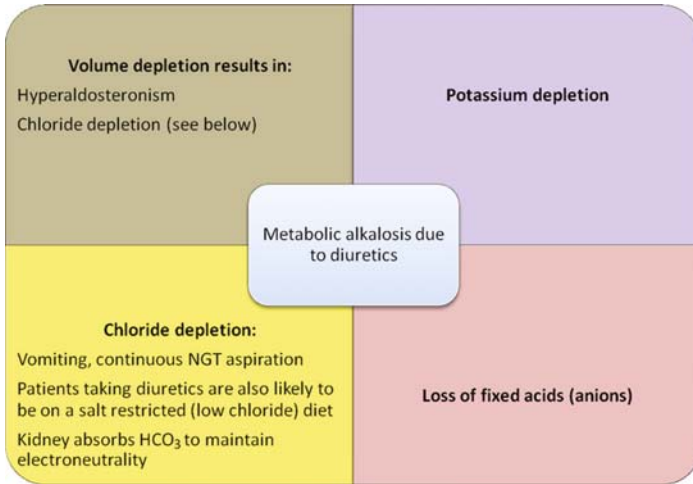 Volume depletion results in:
Hyperaldosteronism
Chloride depletion (see below)
Potassium depletion
Metabolic alkalosis due
to diuretics
Chloride depletion:
Vomiting, continuous NGT aspiration
Patients taking diuretics are also likely to
be on a salt restricted (low chloride) diet
Kidney absorbs HCO₃ to maintain
electroneutrality
Loss of fixed acids (anions)